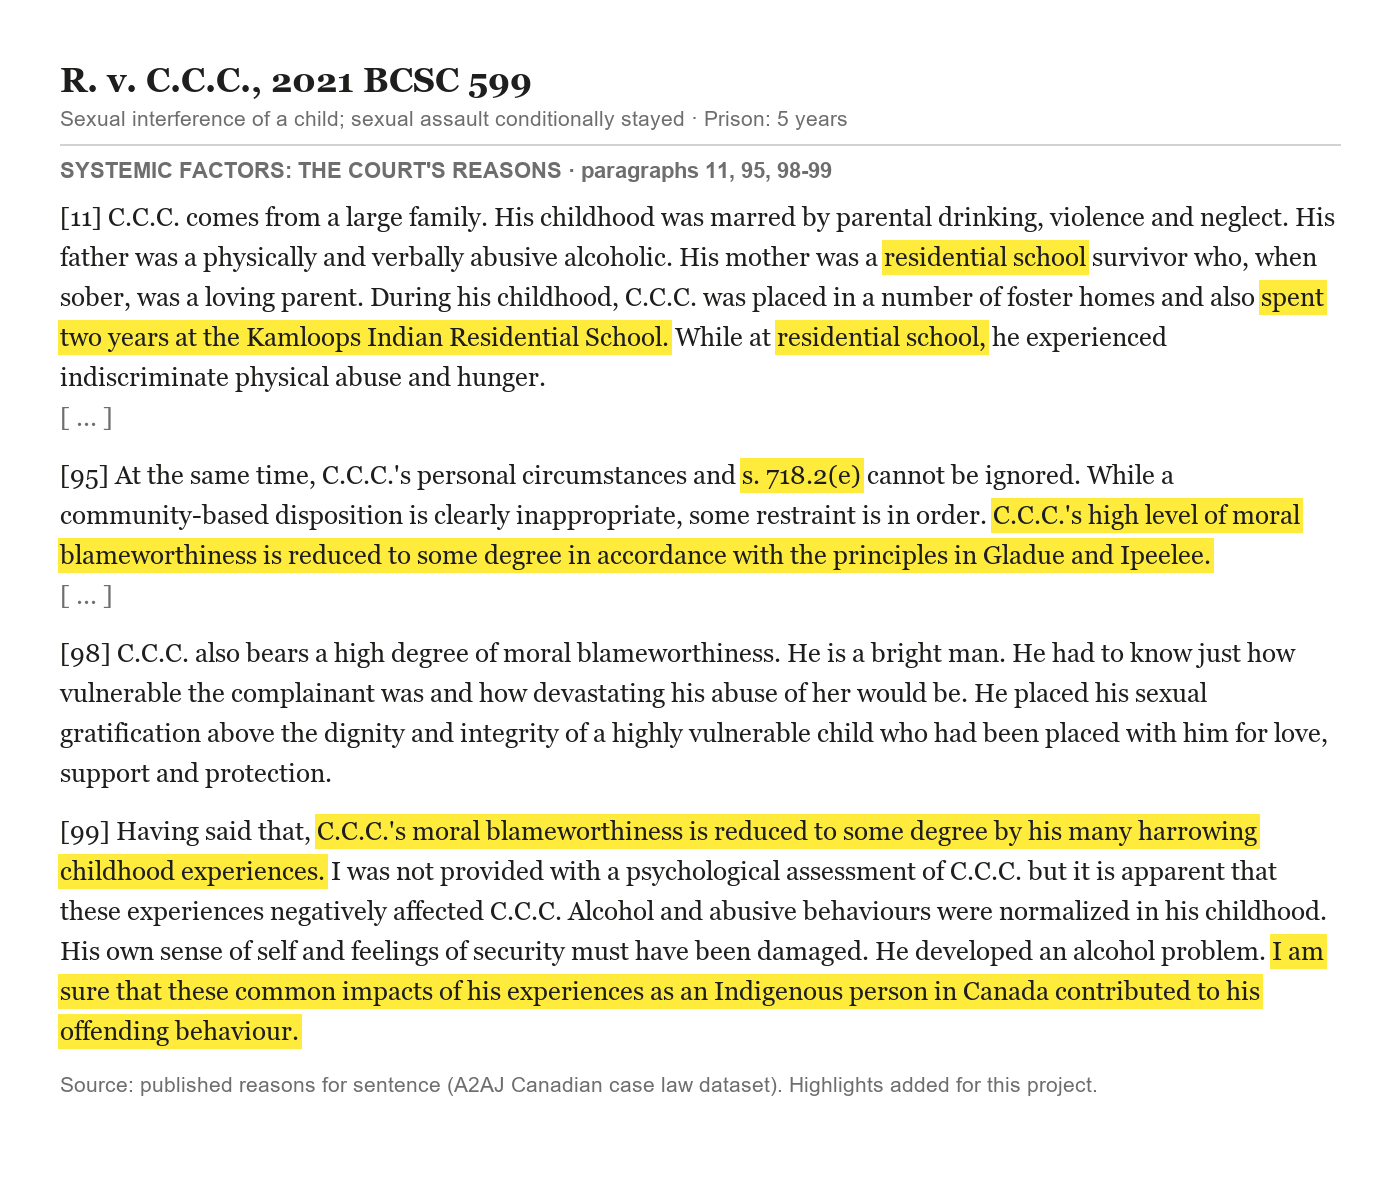 R. v. C.C.C., 2021 BCSC 599
Sexual interference of a child; sexual assault conditionally stayed · Prison: 5 years
SYSTEMIC FACTORS: THE COURT'S REASONS · paragraphs 11, 95, 98-99
[11] C.C.C. comes from a large family. His childhood was marred by parental drinking, violence and neglect. His
father was a physically and verbally abusive alcoholic. His mother was a residential school survivor who, when
sober, was a loving parent. During his childhood, C.C.C. was placed in a number of foster homes and also spent
two years at the Kamloops Indian Residential School. While at residential school, he experienced
indiscriminate physical abuse and hunger.
[ ... ]
[95] At the same time, C.C.C.'s personal circumstances and s. 718.2(e) cannot be ignored. While a
community-based disposition is clearly inappropriate, some restraint is in order. C.C.C.'s high level of moral
blameworthiness is reduced to some degree in accordance with the principles in Gladue and Ipeelee.
[ ... ]
[98] C.C.C. also bears a high degree of moral blameworthiness. He is a bright man. He had to know just how
vulnerable the complainant was and how devastating his abuse of her would be. He placed his sexual
gratification above the dignity and integrity of a highly vulnerable child who had been placed with him for love,
support and protection.
[99] Having said that, C.C.C.'s moral blameworthiness is reduced to some degree by his many harrowing
childhood experiences. I was not provided with a psychological assessment of C.C.C. but it is apparent that
these experiences negatively affected C.C.C. Alcohol and abusive behaviours were normalized in his childhood.
His own sense of self and feelings of security must have been damaged. He developed an alcohol problem. I am
sure that these common impacts of his experiences as an Indigenous person in Canada contributed to his
offending behaviour.
Source: published reasons for sentence (A2AJ Canadian case law dataset). Highlights added for this project.